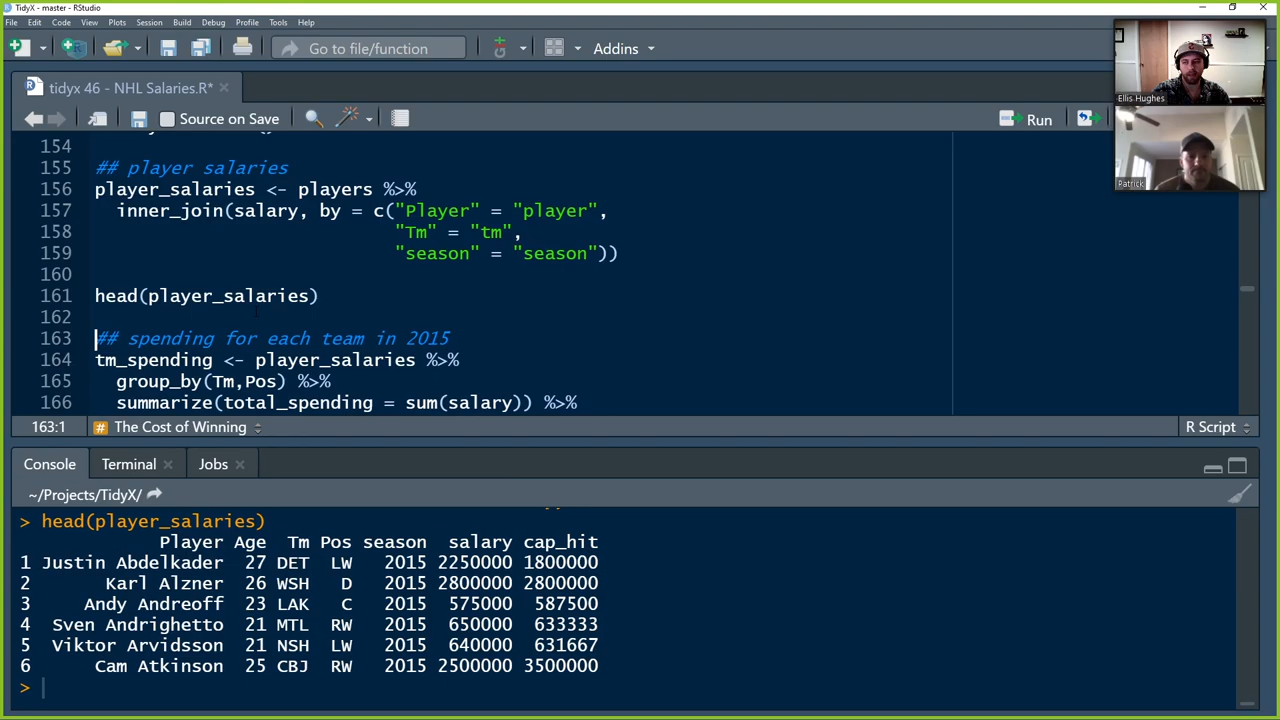 TidyX - master - RStudio
File Edit Code View Plots Session Build Debug Profile Tools Help
Go to file/function
Addins
tidyx 46 - NHL Salaries.R*
Source on Save
Run
Ellis Hughes
Patrick
154
155 ## player salaries
156 player_salaries <- players %>%
157 inner_join(salary, by = c("Player" = "player",
158 "Tm" = "tm",
159 "season" = "season"))
160
161 head(player_salaries)
162
163 ## spending for each team in 2015
164 tm_spending <- player_salaries %>%
165 group_by(Tm,Pos) %>%
166 summarize(total_spending = sum(salary)) %>%
163:1 # The Cost of Winning R Script
Console Terminal Jobs
~/Projects/TidyX/
> head(player_salaries)
Player Age Tm Pos season salary cap_hit
1 Justin Abdelkader 27 DET LW 2015 2250000 1800000
2 Karl Alzner 26 WSH D 2015 2800000 2800000
3 Andy Andreoff 23 LAK C 2015 575000 587500
4 Sven Andrighetto 21 MTL RW 2015 650000 633333
5 Viktor Arvidsson 21 NSH LW 2015 640000 631667
6 Cam Atkinson 25 CBJ RW 2015 2500000 3500000
>